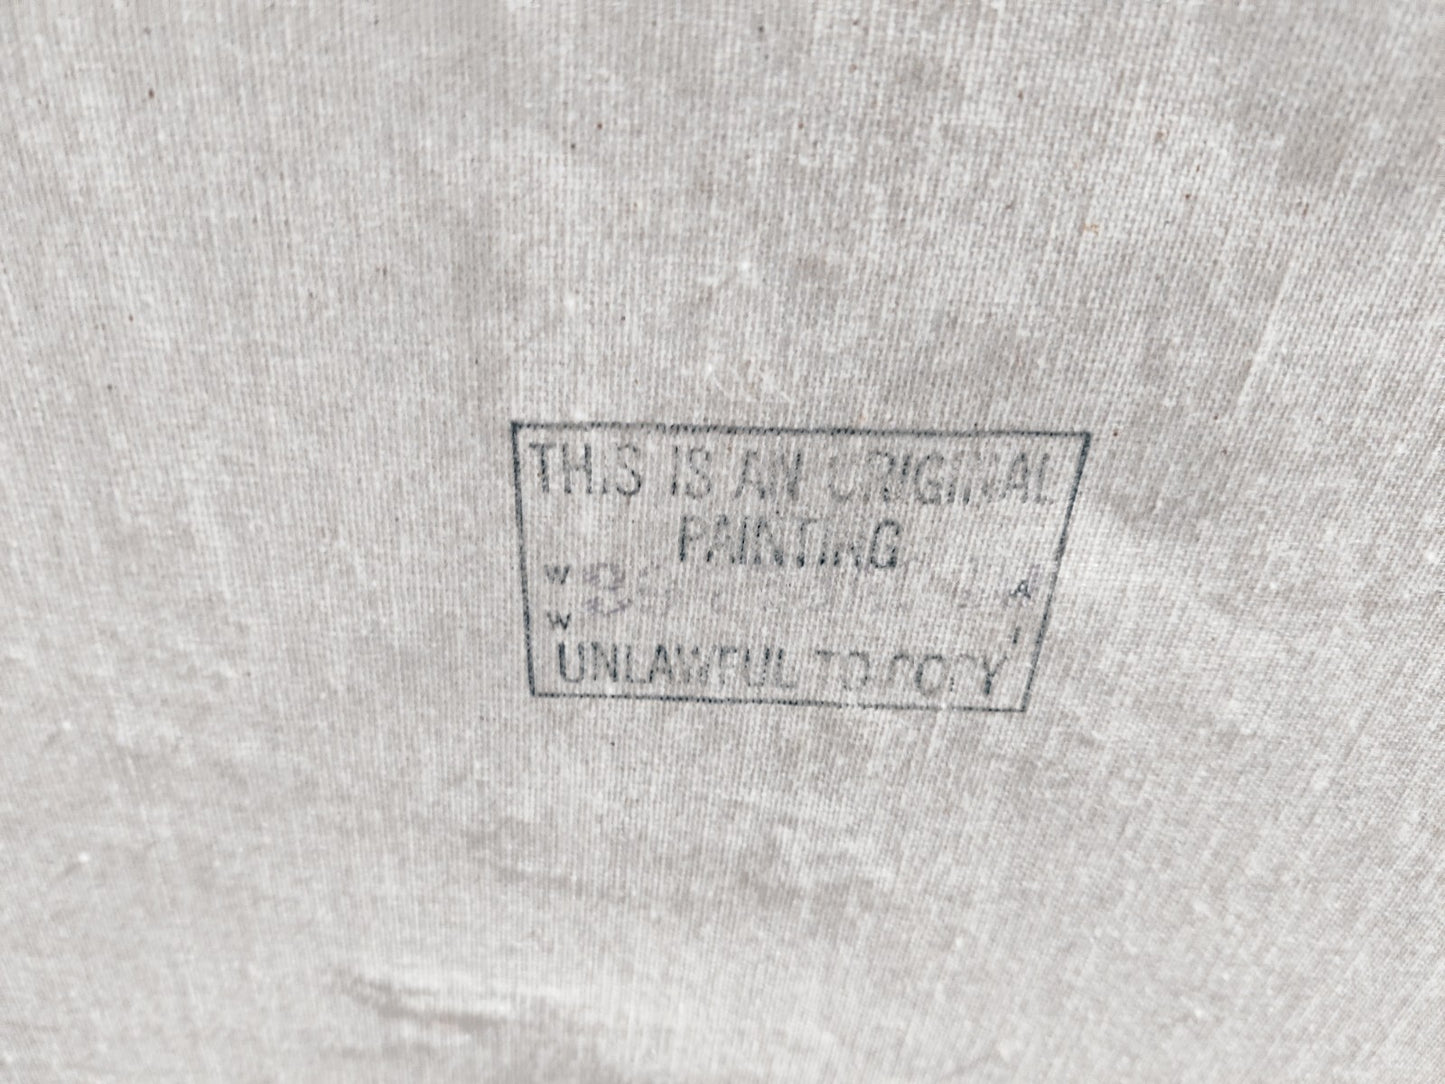 THIS IS AN ORIGINAL
PAINTING
W A
W I
UNLAWFUL TO COPY